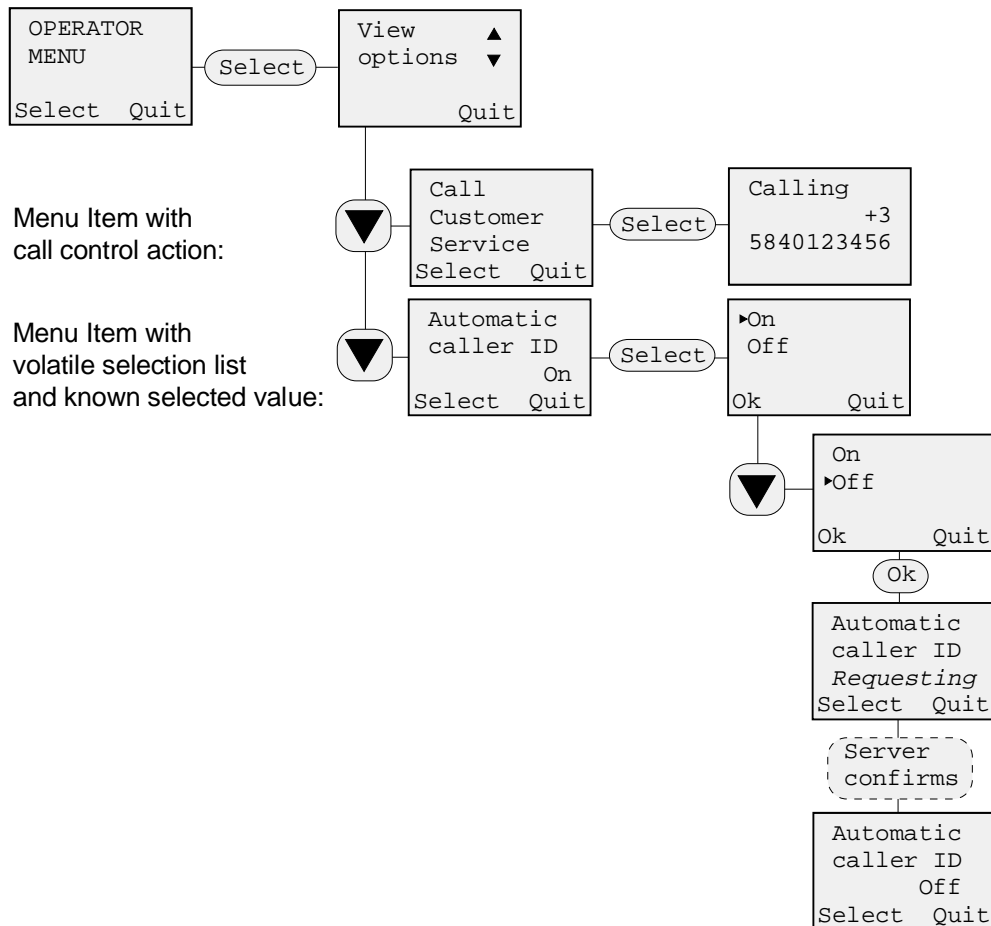 OPERATOR
MENU
Select Quit
Select
View
options
Quit
Menu Item with
call control action:
Call
Customer
Service
Select Quit
Select
Calling
+3
5840123456
Menu Item with
volatile selection list
and known selected value:
Automatic
caller ID
On
Select Quit
Select
On
Off
Ok Quit
On
Off
Ok Quit
Ok
Automatic
caller ID
Requesting
Select Quit
Server
confirms
Automatic
caller ID
Off
Select Quit